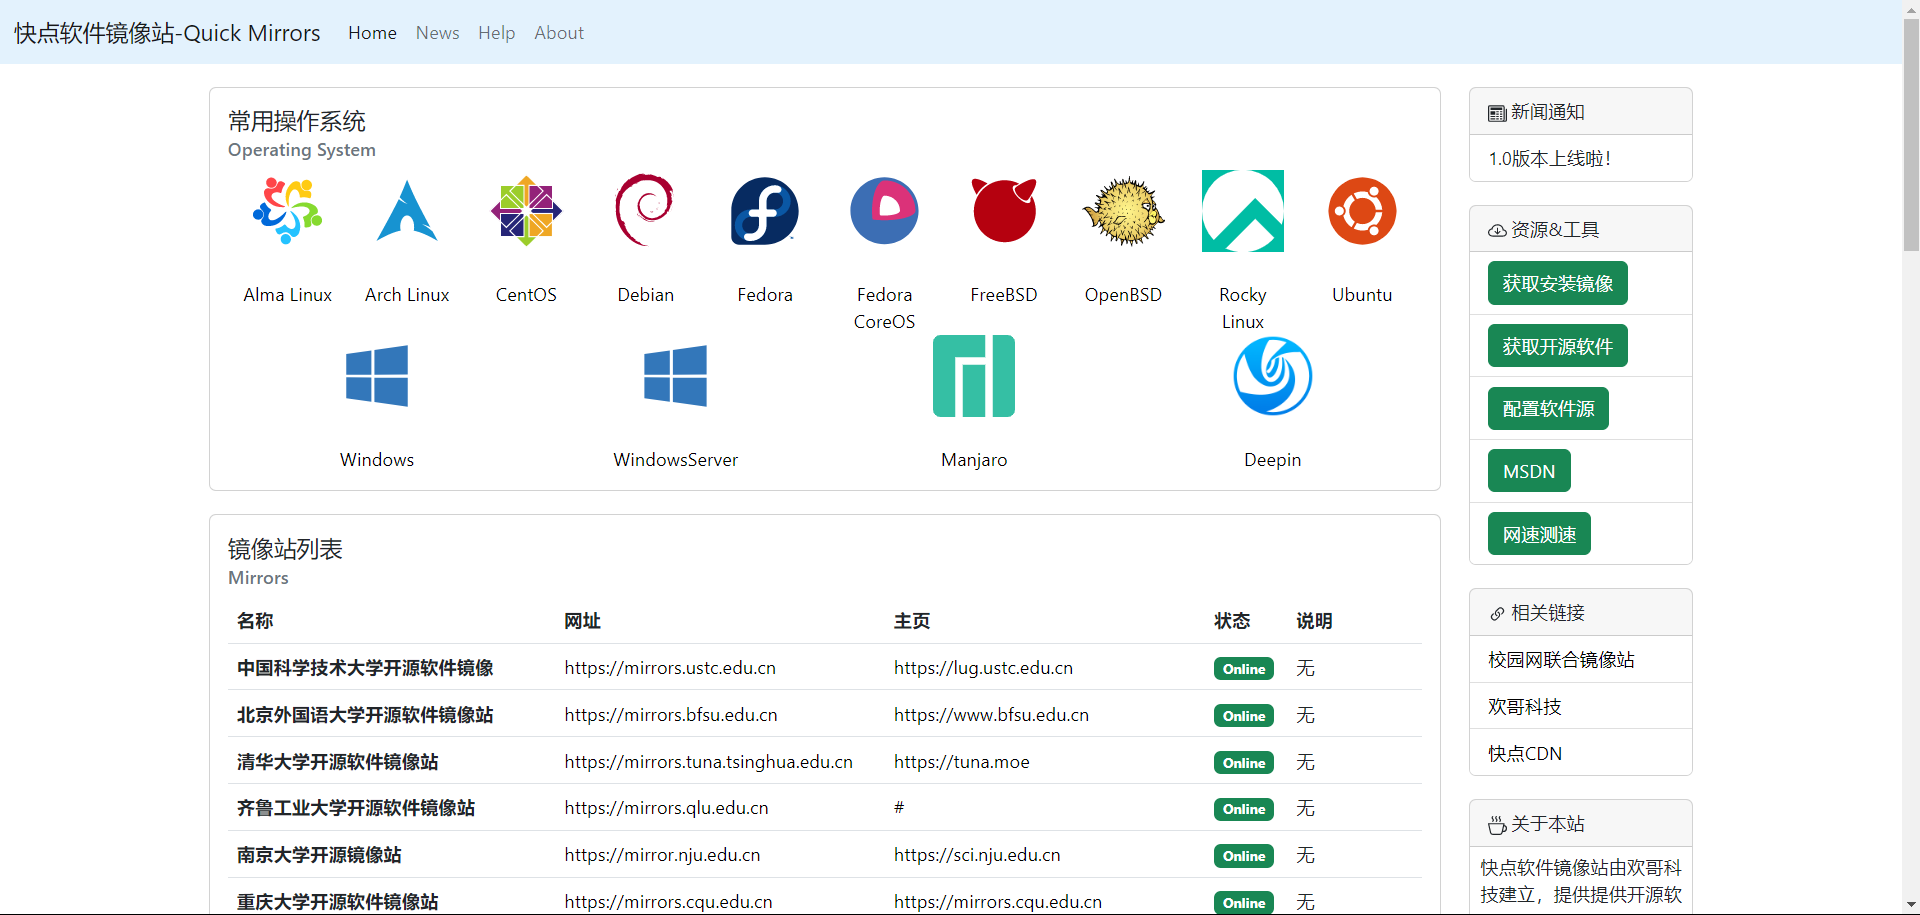 快点软件镜像站-Quick Mirrors Home News Help About
常用操作系统
Operating System
Alma Linux Arch Linux CentOS Debian Fedora Fedora CoreOS FreeBSD OpenBSD Rocky Linux Ubuntu
Windows WindowsServer Manjaro Deepin
镜像站列表
Mirrors
名称 网址 主页 状态 说明
中国科学技术大学开源软件镜像 https://mirrors.ustc.edu.cn https://lug.ustc.edu.cn Online 无
北京外国语大学开源软件镜像站 https://mirrors.bfsu.edu.cn https://www.bfsu.edu.cn Online 无
清华大学开源软件镜像站 https://mirrors.tuna.tsinghua.edu.cn https://tuna.moe Online 无
齐鲁工业大学开源软件镜像站 https://mirrors.qlu.edu.cn # Online 无
南京大学开源镜像站 https://mirror.nju.edu.cn https://sci.nju.edu.cn Online 无
重庆大学开源软件镜像站 https://mirrors.cqu.edu.cn https://mirrors.cqu.edu.cn Online 无
新闻通知
1.0版本上线啦！
资源&工具
获取安装镜像
获取开源软件
配置软件源
MSDN
网速测速
相关链接
校园网联合镜像站
欢哥科技
快点CDN
关于本站
快点软件镜像站由欢哥科
技建立，提供提供开源软